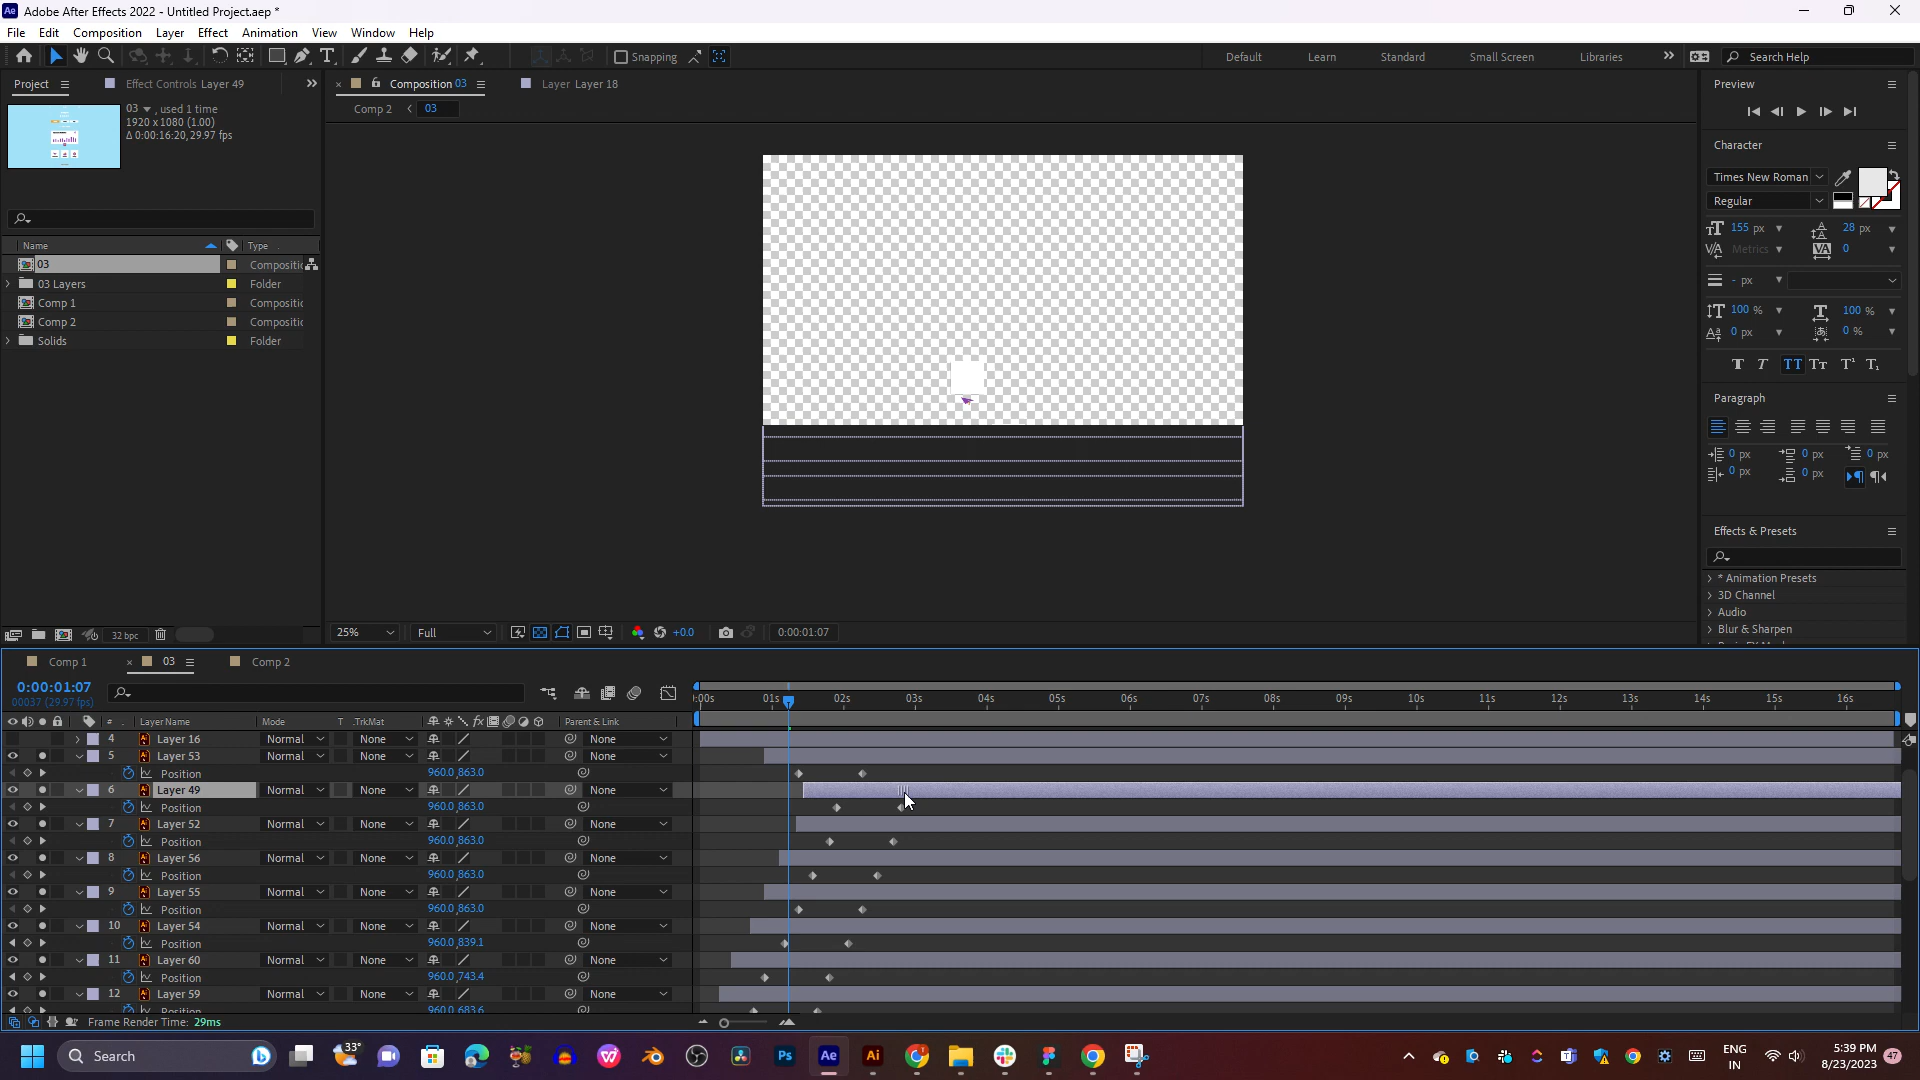 Adobe After Effects 2022 - Untitled Project.aep *
File Edit Composition Layer Effect Animation View Window Help
Snapping Default Learn Standard Small Screen Libraries Search Help
Project Effect Controls Layer 49 Composition 03 Layer Layer 18 Preview
03 , used 1 time
1920 x 1080 (1.00)
Δ 0:00:16:20, 29.97 fps
Comp 2 03
Character
Times New Roman
Regular
155 px 28 px
Metrics 0
- px
100 % 100 %
0 px 0 %
Paragraph
0 px 0 px 0 px
0 px 0 px
Effects & Presets
* Animation Presets
3D Channel
Audio
Blur & Sharpen
Name Type
03 Compositic
03 Layers Folder
Comp 1 Compositic
Comp 2 Compositic
Solids Folder
32 bpc 25% Full +0.0 0:00:01:07
Comp 1 03 Comp 2
0:00:01:07
00037 (29.97 fps)
:00s 01s 02s 03s 04s 05s 06s 07s 08s 09s 10s 11s 12s 13s 14s 15s 16s
# Layer Name Mode T .TrkMat Parent & Link
4 Layer 16 Normal None None
5 Layer 53 Normal None None
Position 960.0,863.0
6 Layer 49 Normal None None
Position 960.0,863.0
7 Layer 52 Normal None None
Position 960.0,863.0
8 Layer 56 Normal None None
Position 960.0,863.0
9 Layer 55 Normal None None
Position 960.0,863.0
10 Layer 54 Normal None None
Position 960.0,839.1
11 Layer 60 Normal None None
Position 960.0,743.4
12 Layer 59 Normal None None
Position 960.0,683.6
Frame Render Time: 29ms
Search 33° ENG IN 5:39 PM 8/23/2023 47